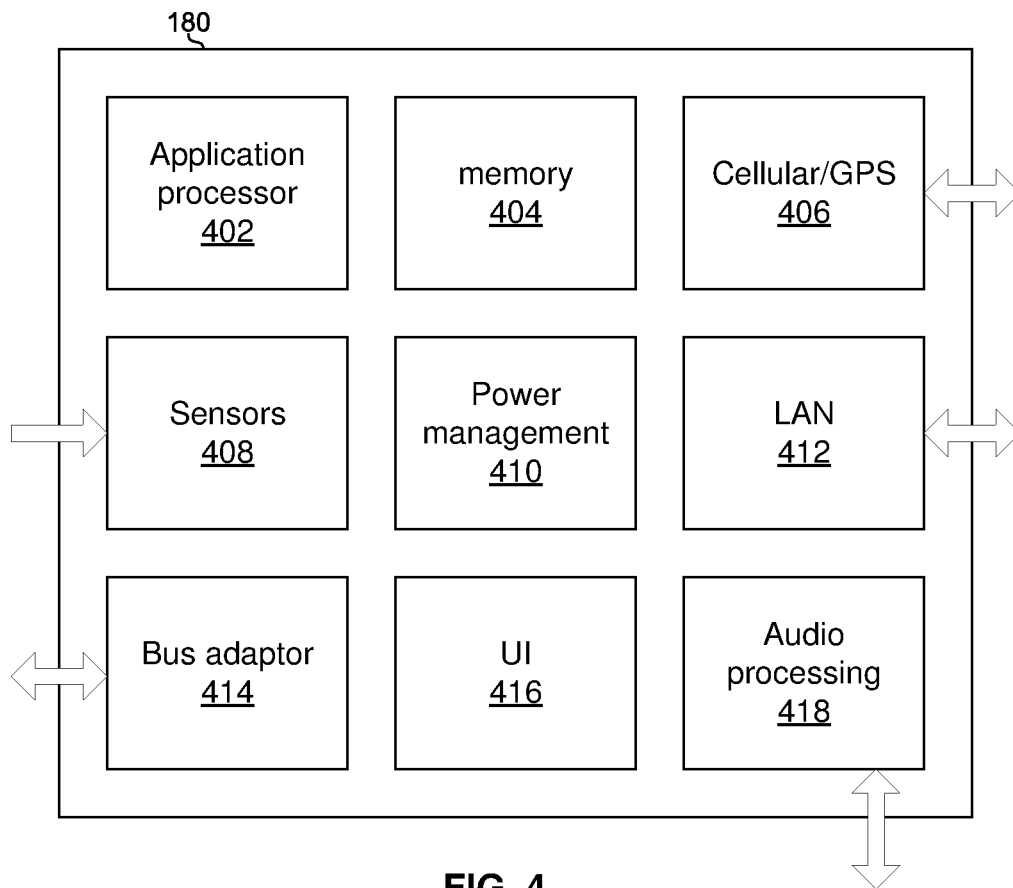 180
Application
processor
402
memory
404
Cellular/GPS
406
Sensors
408
Power
management
410
LAN
412
Bus adaptor
414
UI
416
Audio
processing
418
FIG. 4